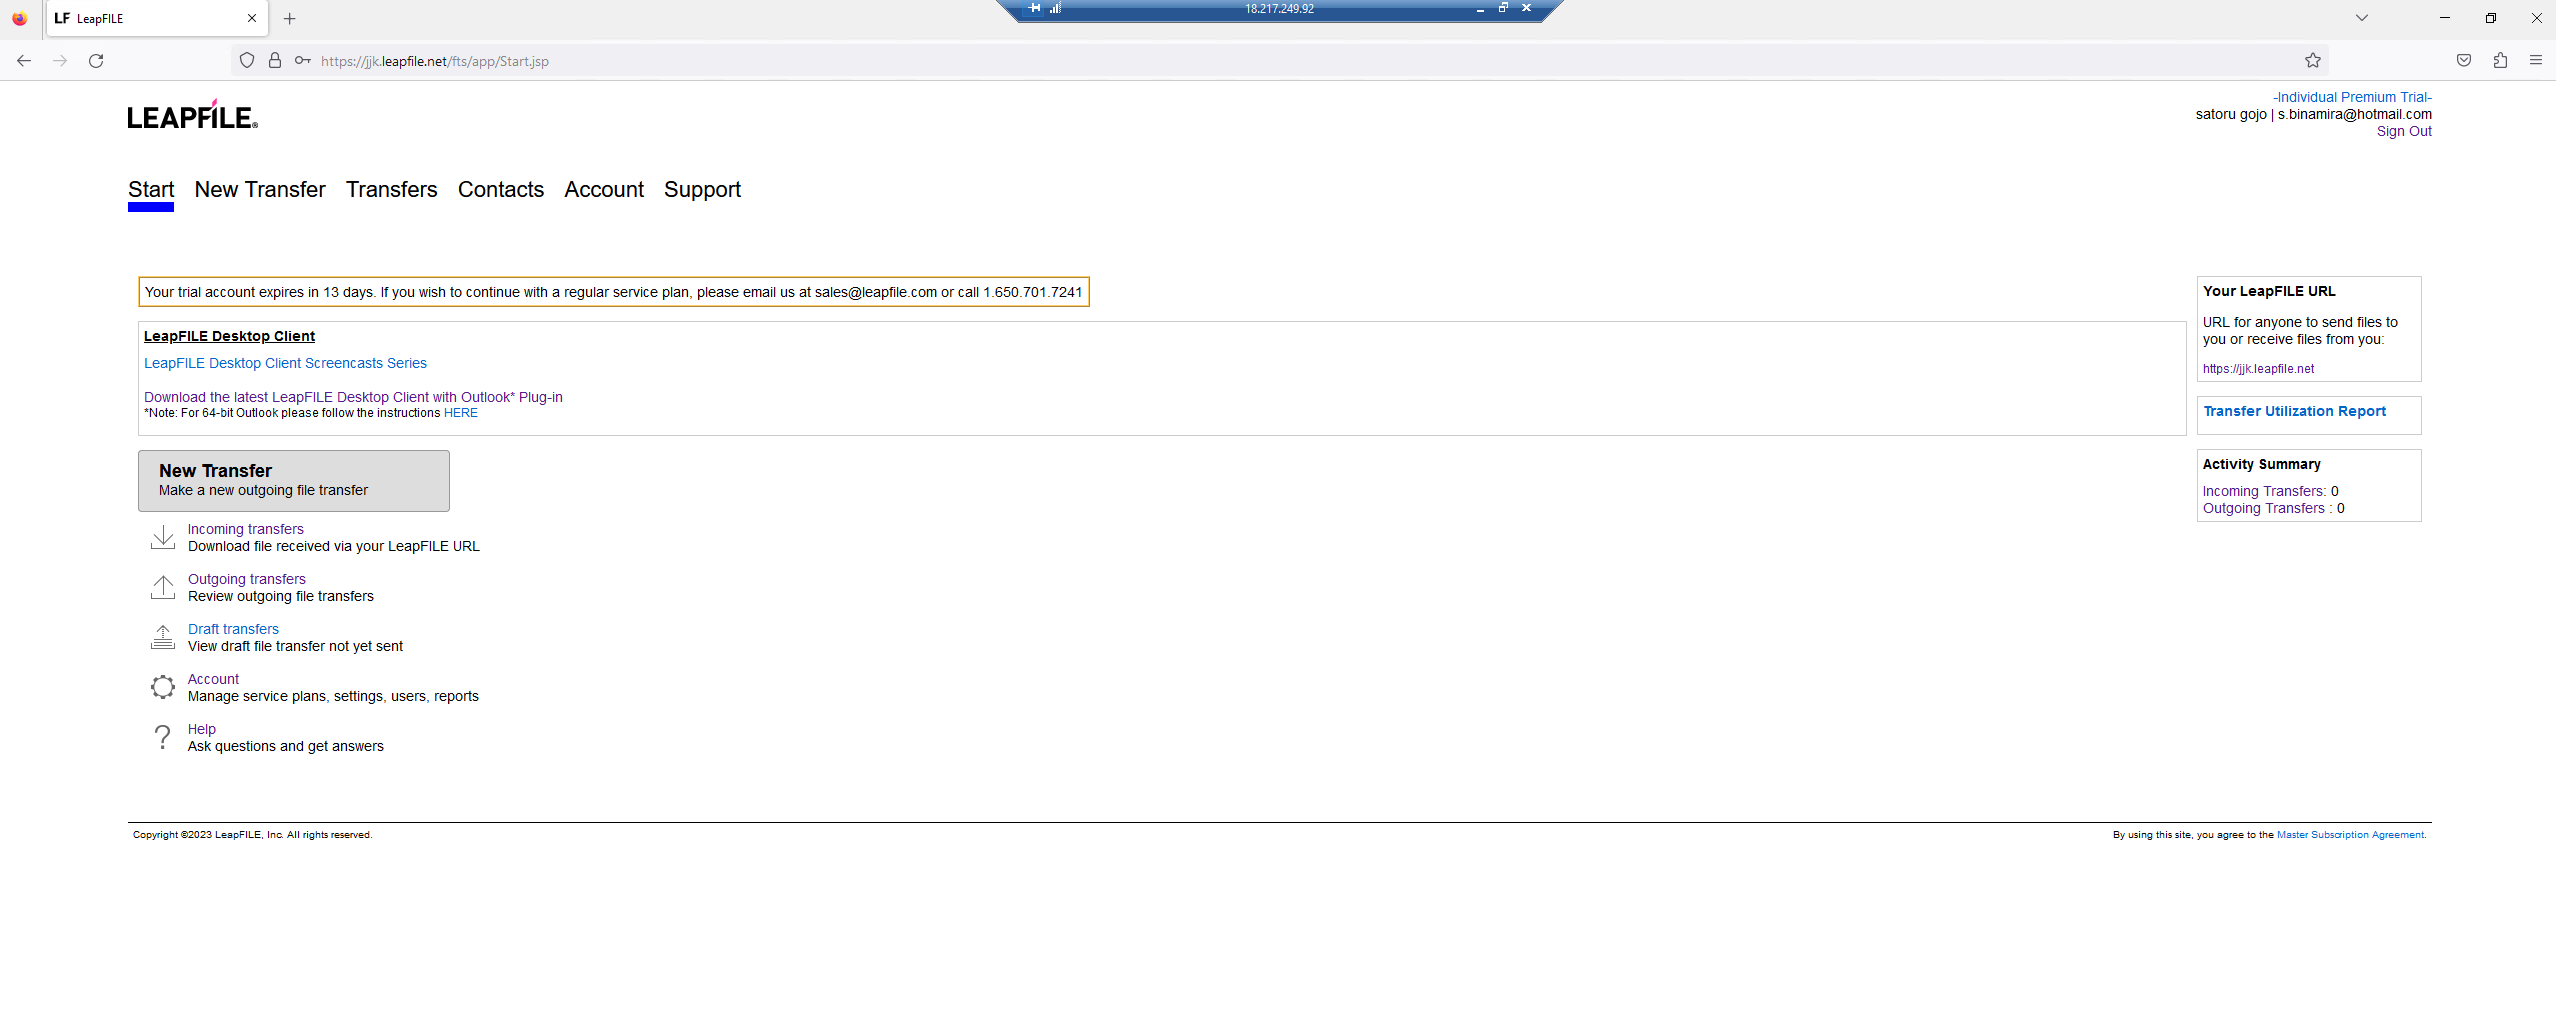 LF LeapFILE
18.217.249.92
https://jjk.leapfile.net/fts/app/Start.jsp
LEAPFILE®
-Individual Premium Trial-
satoru gojo | s.binamira@hotmail.com
Sign Out
Start New Transfer Transfers Contacts Account Support
Your trial account expires in 13 days. If you wish to continue with a regular service plan, please email us at sales@leapfile.com or call 1.650.701.7241
LeapFILE Desktop Client
LeapFILE Desktop Client Screencasts Series
Download the latest LeapFILE Desktop Client with Outlook* Plug-in
*Note: For 64-bit Outlook please follow the instructions HERE
New Transfer
Make a new outgoing file transfer
Incoming transfers
Download file received via your LeapFILE URL
Outgoing transfers
Review outgoing file transfers
Draft transfers
View draft file transfer not yet sent
Account
Manage service plans, settings, users, reports
Help
Ask questions and get answers
Your LeapFILE URL
URL for anyone to send files to
you or receive files from you:
https://jjk.leapfile.net
Transfer Utilization Report
Activity Summary
Incoming Transfers: 0
Outgoing Transfers : 0
Copyright ©2023 LeapFILE, Inc. All rights reserved.
By using this site, you agree to the Master Subscription Agreement.